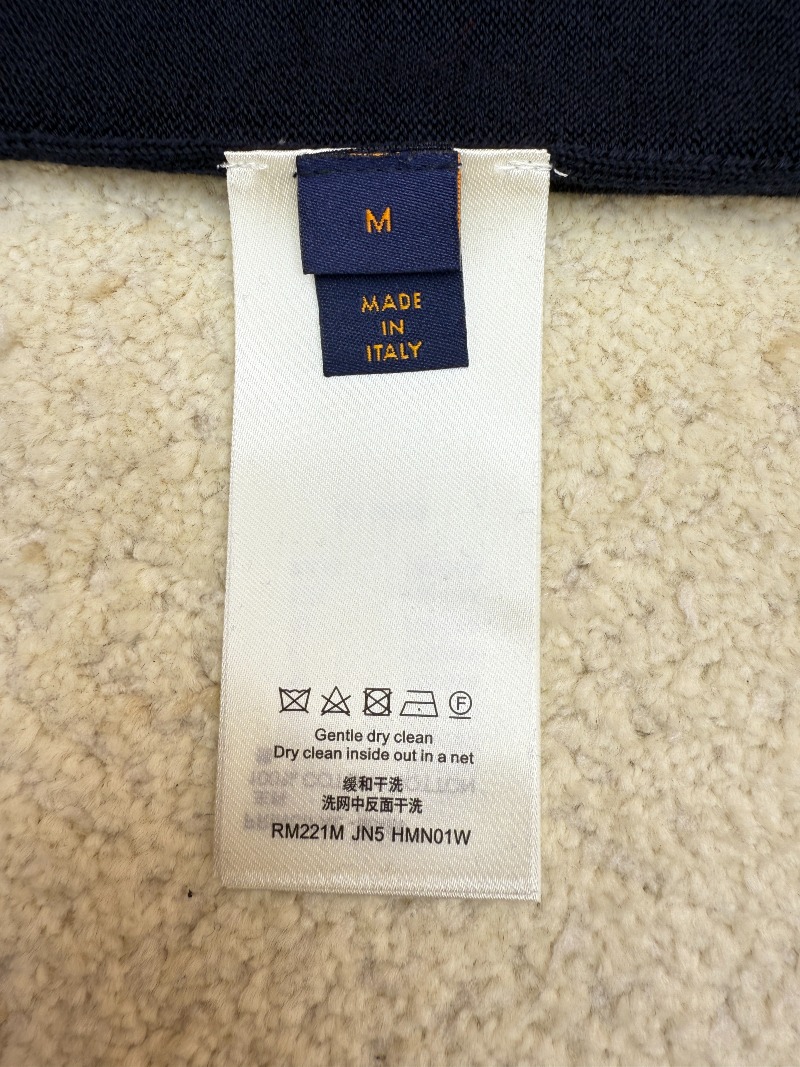 M
MADE
IN
ITALY
F
Gentle dry clean
Dry clean inside out in a net
缓和干洗
洗网中反面干洗
RM221M JN5 HMN01W